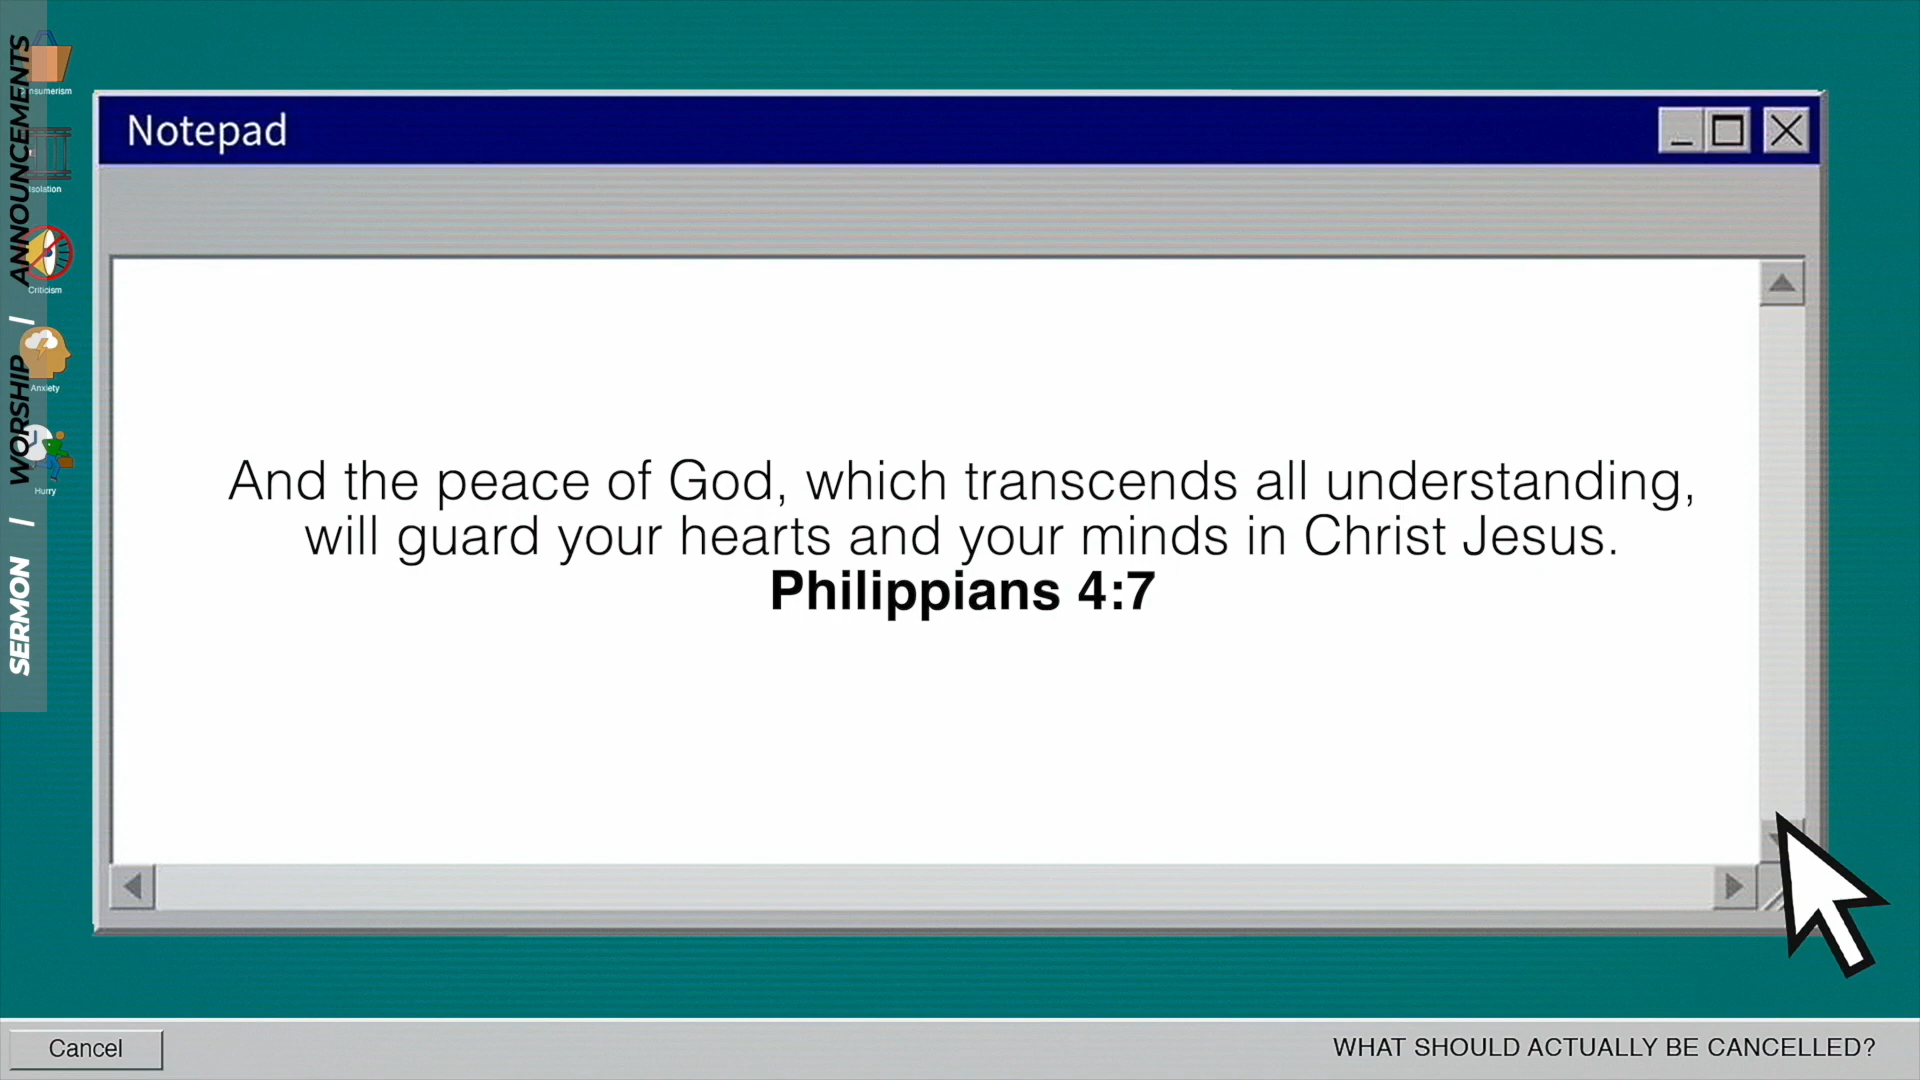 Notepad
And the peace of God, which transcends all understanding,
will guard your hearts and your minds in Christ Jesus.
Philippians 4:7
Isolation
Criticism
Anxiety
Hurry
SERMON | WORSHIP | ANNOUNCEMENTS
Cancel
WHAT SHOULD ACTUALLY BE CANCELLED?